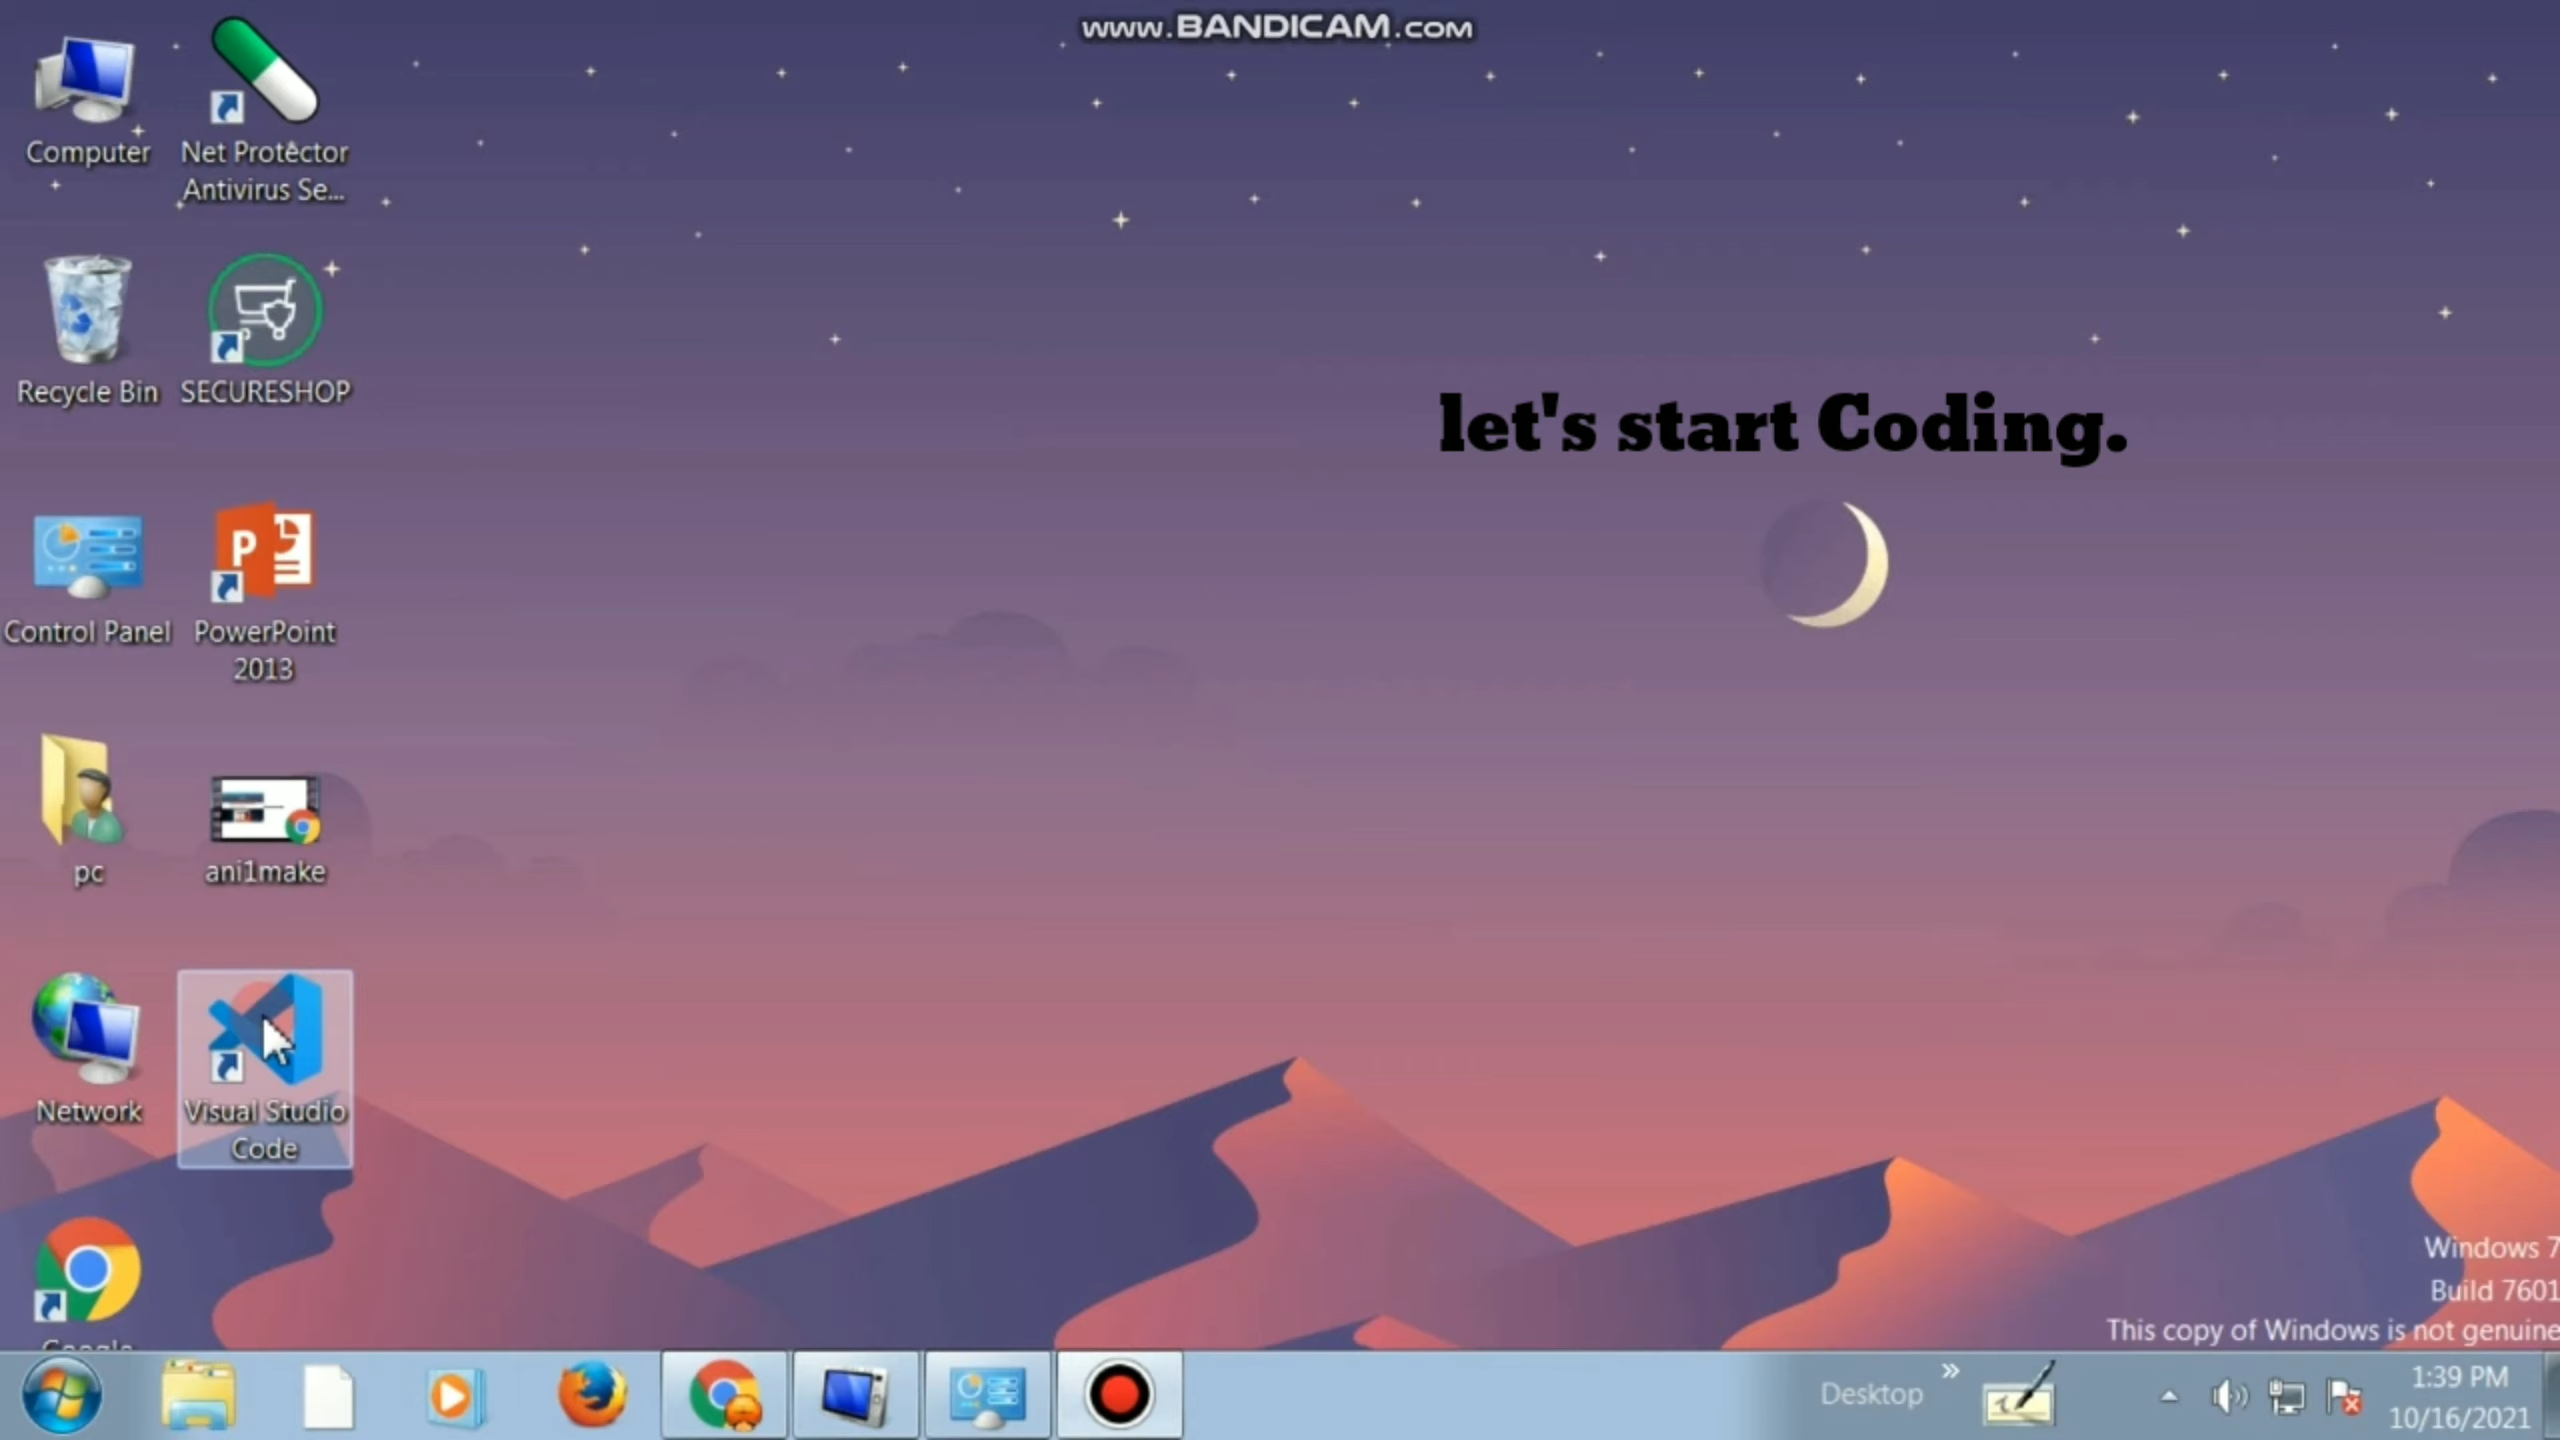 www.BANDICAM.com
Computer
Net Protector
Antivirus Se...
Recycle Bin
SECURESHOP
let's start Coding.
Control Panel
PowerPoint
2013
pc
ani1make
Network
Visual Studio
Code
Google
Windows 7
Build 7601
This copy of Windows is not genuine
Desktop
1:39 PM
10/16/2021